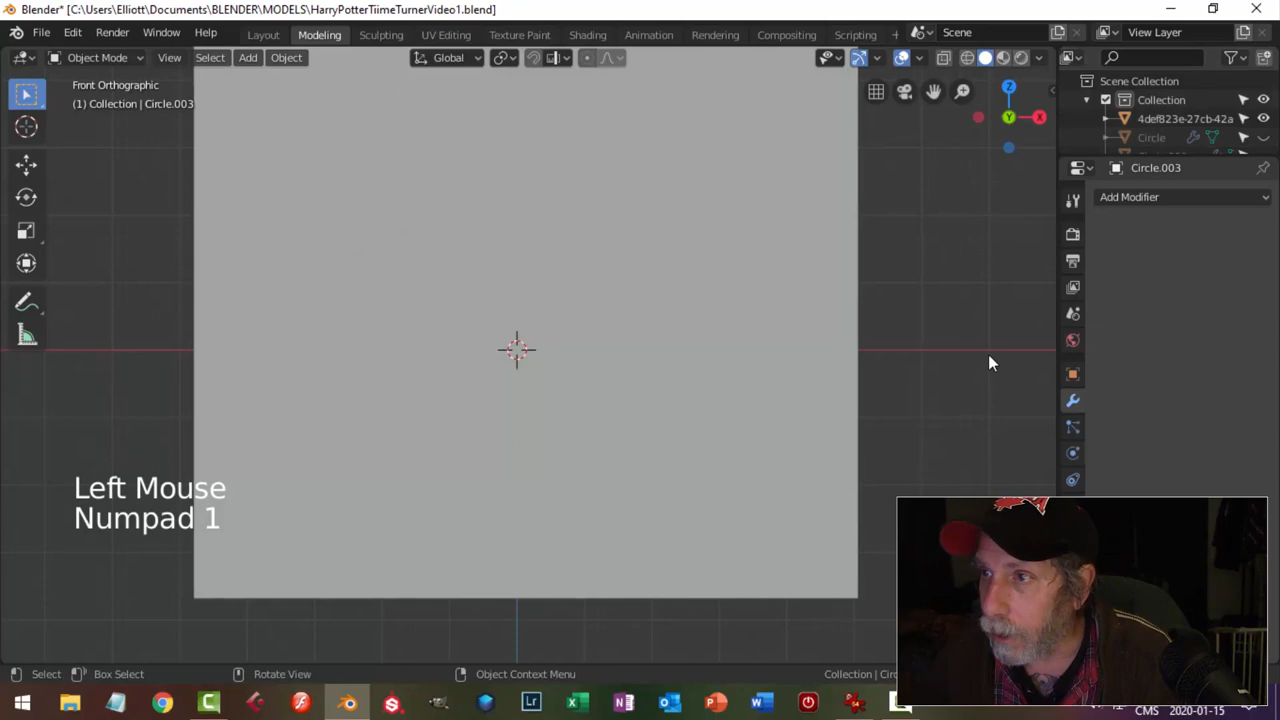 Blender* [C:\Users\Elliott\Documents\BLENDER\MODELS\HarryPotterTiimeTurnerVideo1.blend]
File Edit Render Window Help Layout Modeling Sculpting UV Editing Texture Paint Shading Animation Rendering Compositing Scripting + Scene View Layer
Object Mode View Select Add Object Global
Front Orthographic
(1) Collection | Circle.003
Z
Y
X
Scene Collection
Collection
4def823e-27cb-42a
Circle
Circle.003
Add Modifier
Left Mouse
Numpad 1
Select Box Select Rotate View Object Context Menu Collection | Circ
CMS 2020-01-15